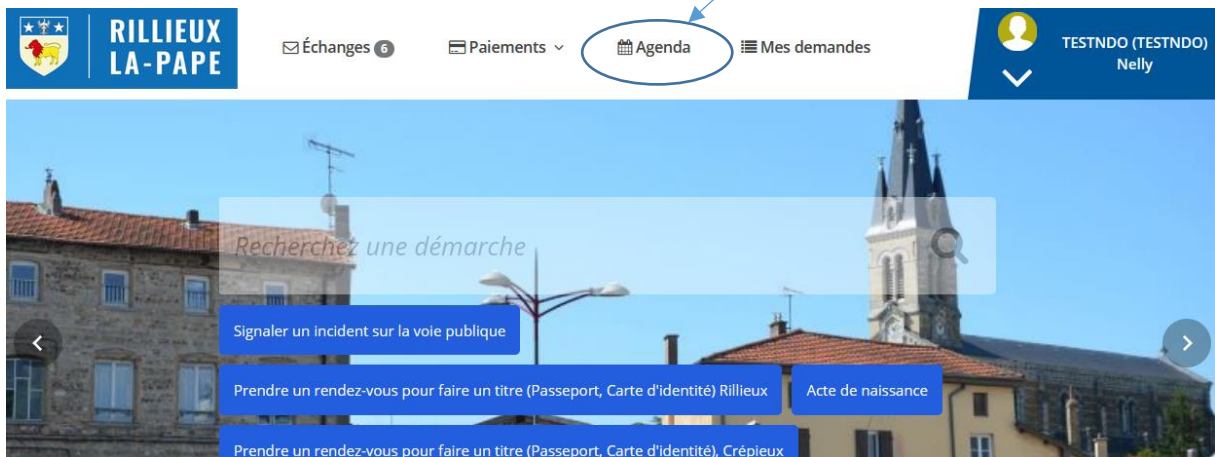 RILLIEUX
LA-PAPE
Échanges 6
Paiements
Agenda
Mes demandes
TESTNDO (TESTNDO)
Nelly
Recherchez une démarche
Signaler un incident sur la voie publique
Prendre un rendez-vous pour faire un titre (Passeport, Carte d'identité) Rillieux
Acte de naissance
Prendre un rendez-vous pour faire un titre (Passeport, Carte d'identité), Crépieux